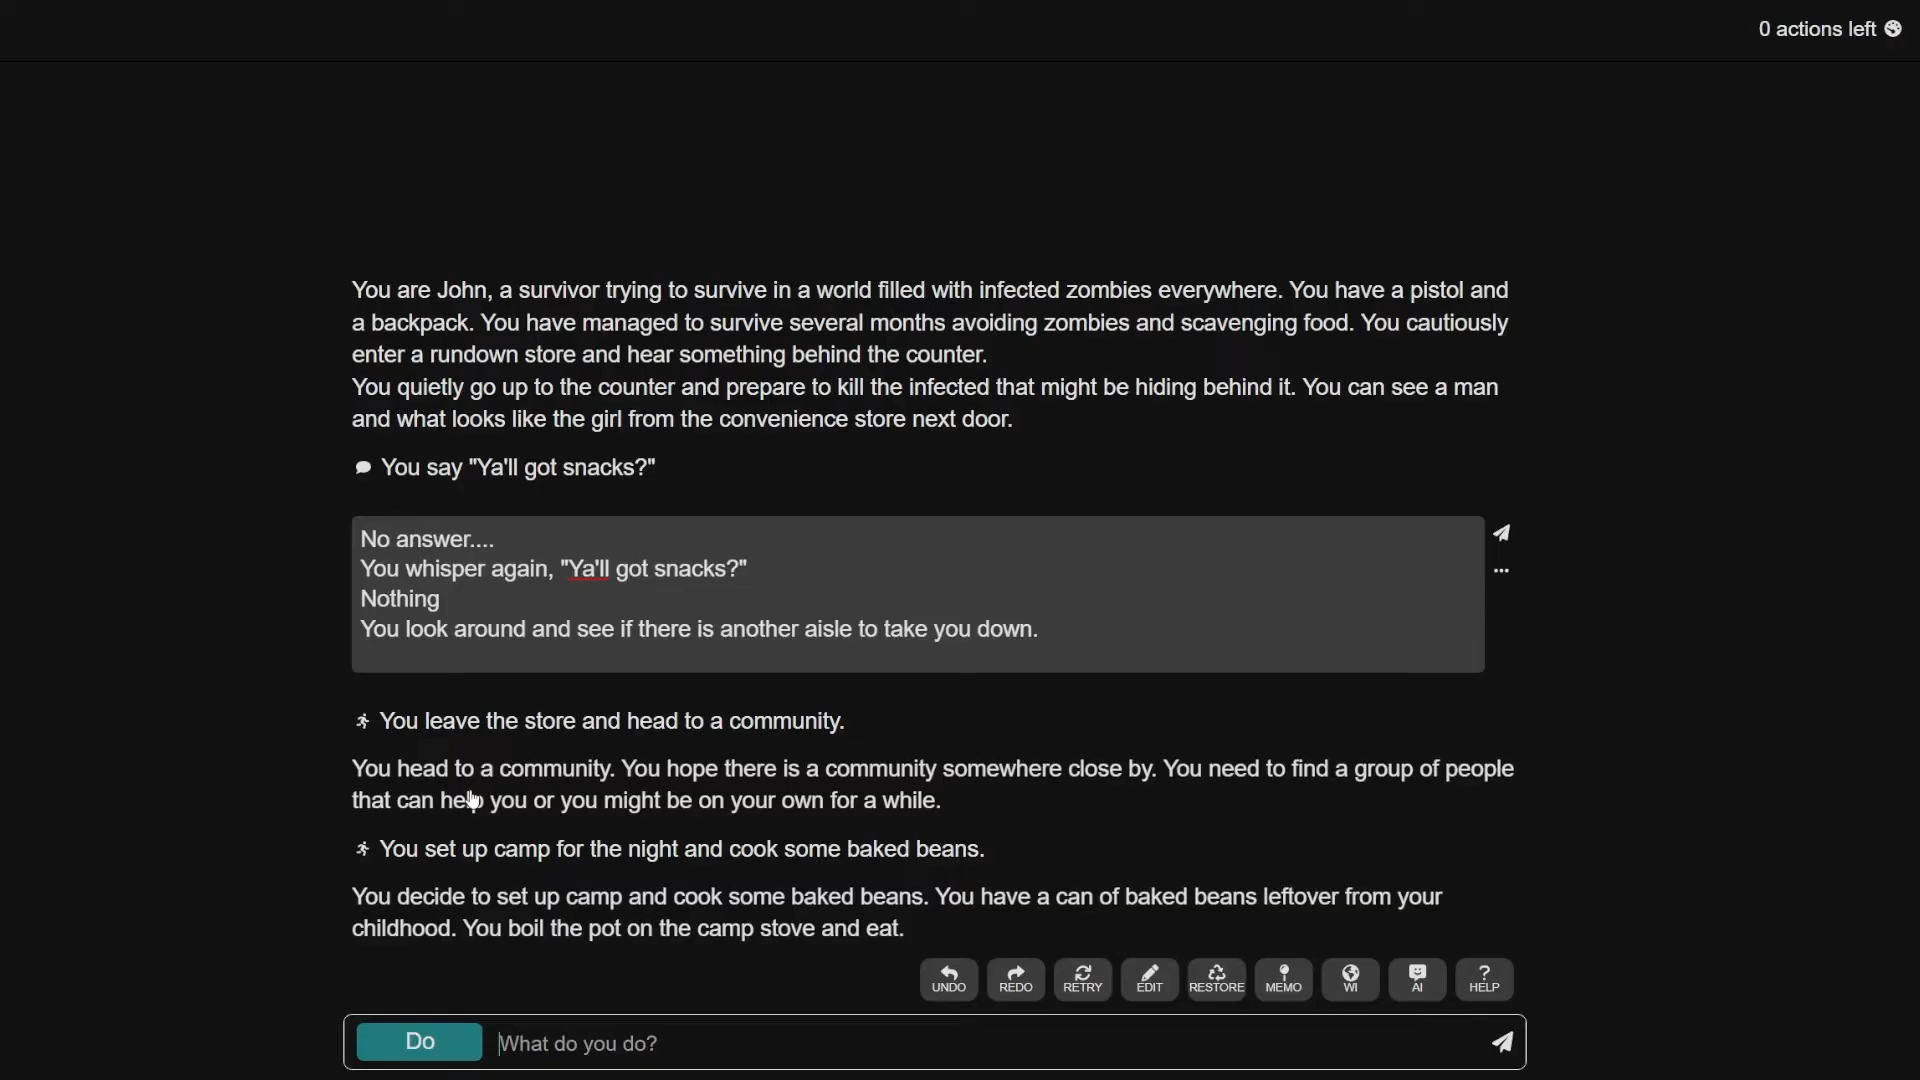 0 actions left
You are John, a survivor trying to survive in a world filled with infected zombies everywhere. You have a pistol and
a backpack. You have managed to survive several months avoiding zombies and scavenging food. You cautiously
enter a rundown store and hear something behind the counter.
You quietly go up to the counter and prepare to kill the infected that might be hiding behind it. You can see a man
and what looks like the girl from the convenience store next door.
You say "Ya'll got snacks?"
No answer....
You whisper again, "Ya'll got snacks?"
Nothing
You look around and see if there is another aisle to take you down.
You leave the store and head to a community.
You head to a community. You hope there is a community somewhere close by. You need to find a group of people
that can help you or you might be on your own for a while.
You set up camp for the night and cook some baked beans.
You decide to set up camp and cook some baked beans. You have a can of baked beans leftover from your
childhood. You boil the pot on the camp stove and eat.
UNDO REDO RETRY EDIT RESTORE MEMO WI AI HELP
Do What do you do?